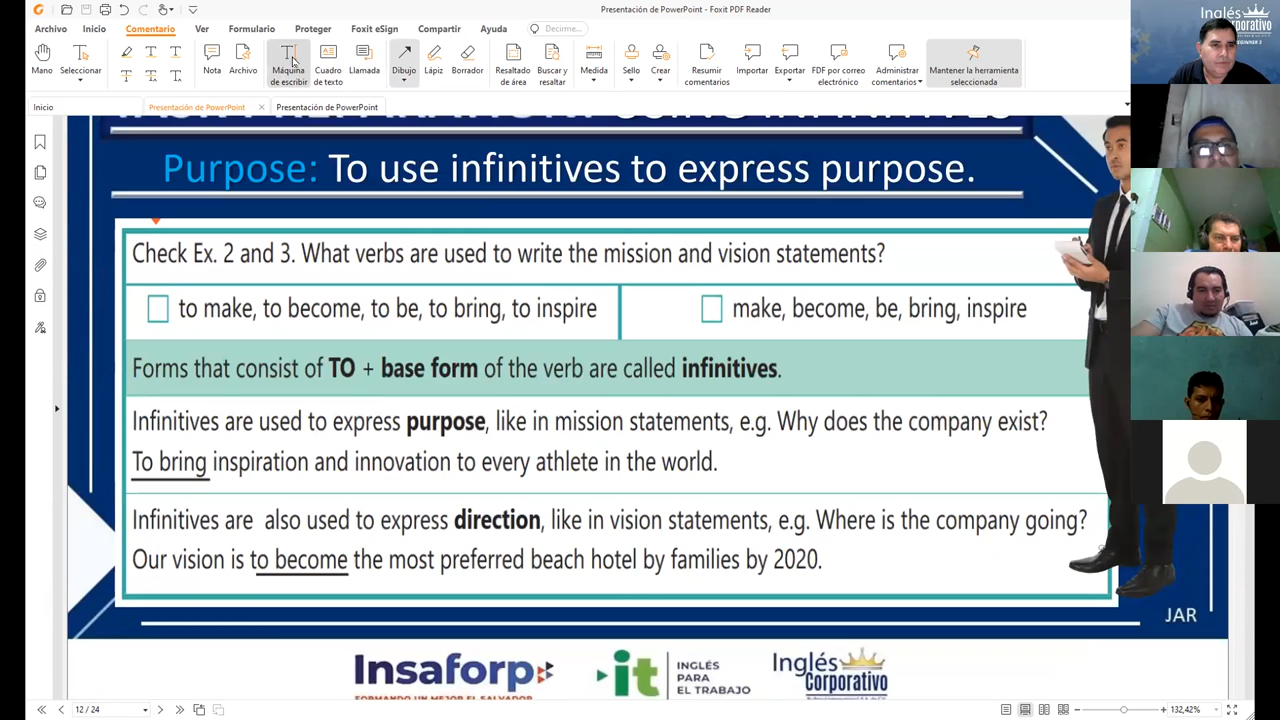 Presentación de PowerPoint - Foxit PDF Reader
Archivo Inicio Comentario Ver Formulario Proteger Foxit eSign Compartir Ayuda Decirme...
Mano
Seleccionar
Nota
Archivo
Máquina de escribir
Cuadro de texto
Llamada
Dibujo
Lápiz
Borrador
Resaltado de área
Buscar y resaltar
Medida
Sello
Crear
Resumir comentarios
Importar
Exportar
PDF por correo electrónico
Administrar comentarios
Mantener la herramienta seleccionada
Inicio
Presentación de PowerPoint
Presentación de PowerPoint
Purpose: To use infinitives to express purpose.
Check Ex. 2 and 3. What verbs are used to write the mission and vision statements?
to make, to become, to be, to bring, to inspire
make, become, be, bring, inspire
Forms that consist of TO + base form of the verb are called infinitives.
Infinitives are used to express purpose, like in mission statements, e.g. Why does the company exist?
To bring inspiration and innovation to every athlete in the world.
Infinitives are also used to express direction, like in vision statements, e.g. Where is the company going?
Our vision is to become the most preferred beach hotel by families by 2020.
JAR
Insaforp
FORMANDO UN MEJOR EL SALVADOR
it
INGLÉS
PARA
EL TRABAJO
Inglés
Corporativo
12 / 24
132,42%
Inglés
Corporativo